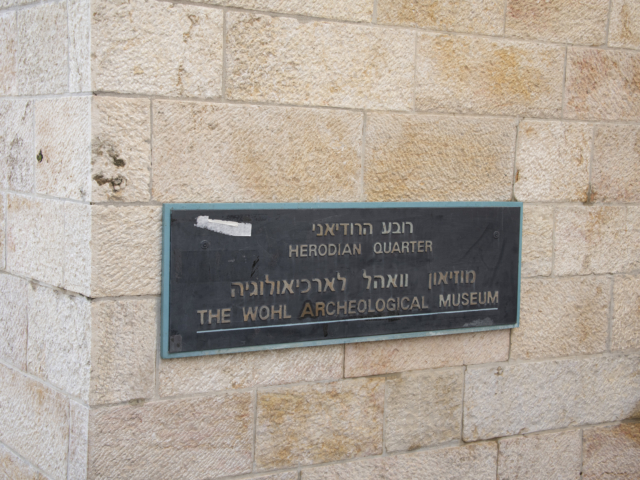 רובע הרודיאני
HERODIAN QUARTER
מוזיאון וואהל לארכיאולוגיה
THE WOHL ARCHEOLOGICAL MUSEUM